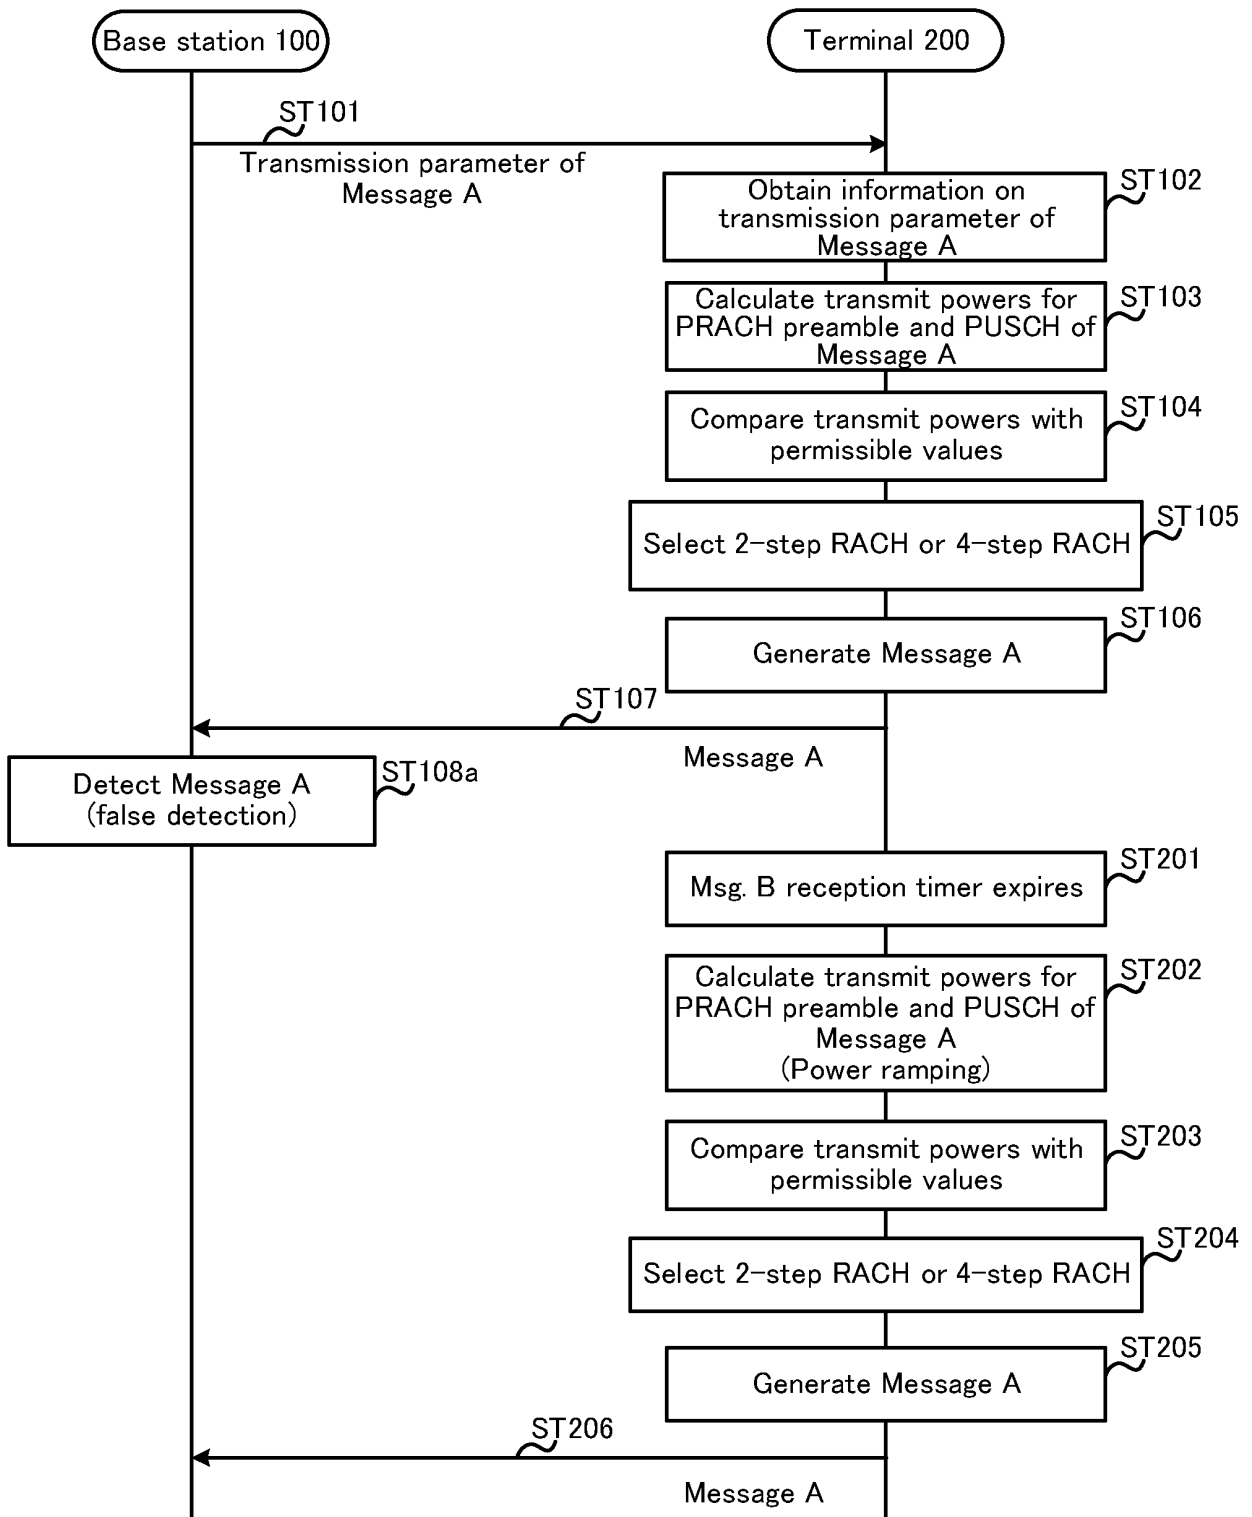 Base station 100
Terminal 200
ST101
Transmission parameter of
Message A
ST102
Obtain information on
transmission parameter of
Message A
ST103
Calculate transmit powers for
PRACH preamble and PUSCH of
Message A
ST104
Compare transmit powers with
permissible values
ST105
Select 2-step RACH or 4-step RACH
ST106
Generate Message A
ST107
Message A
ST108a
Detect Message A
(false detection)
ST201
Msg. B reception timer expires
ST202
Calculate transmit powers for
PRACH preamble and PUSCH of
Message A
(Power ramping)
ST203
Compare transmit powers with
permissible values
ST204
Select 2-step RACH or 4-step RACH
ST205
Generate Message A
ST206
Message A